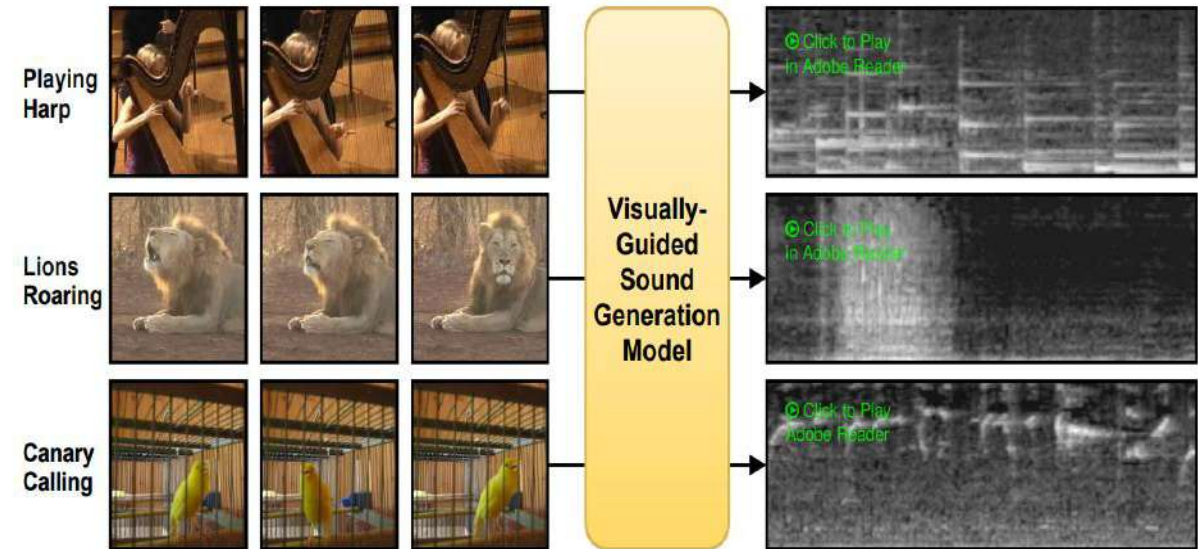 Playing
Harp
Lions
Roaring
Canary
Calling
Visually-
Guided
Sound
Generation
Model
Click to Play
in Adobe Reader
Click to Play
in Adobe Reader
Click to Play
Adobe Reader